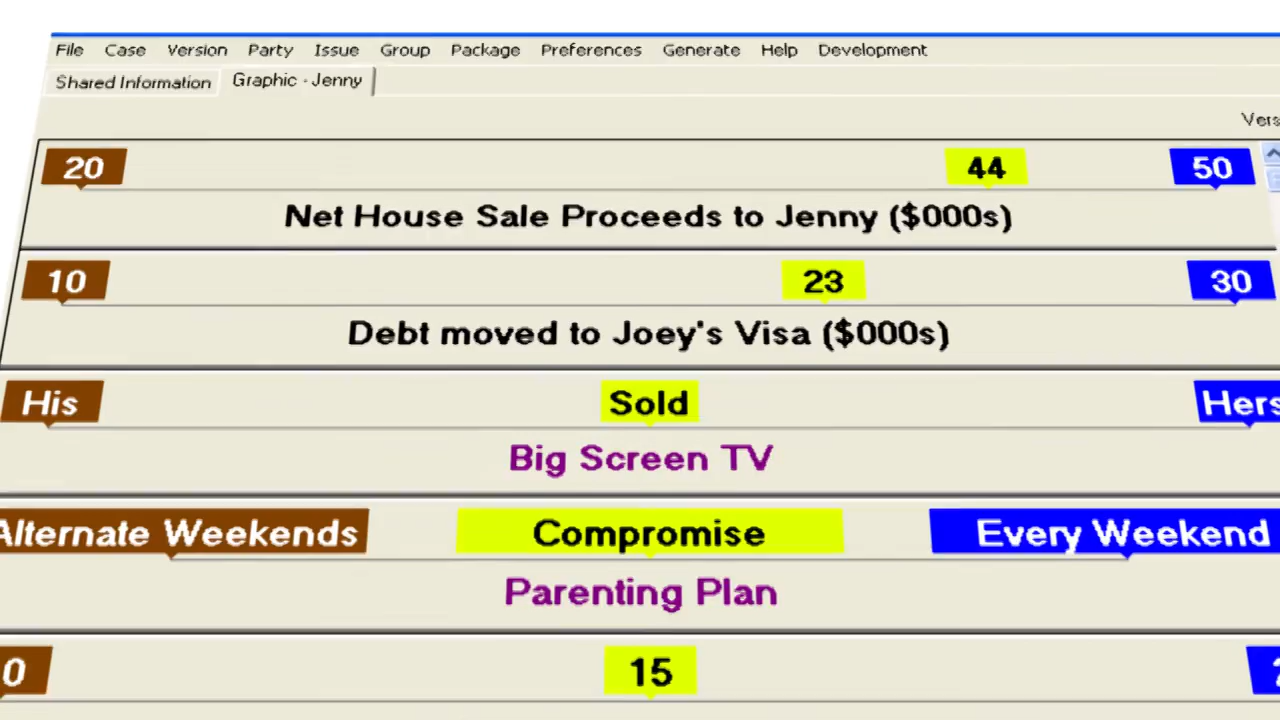 File Case Version Party Issue Group Package Preferences Generate Help Development
Shared Information Graphic - Jenny
20 44 50
Net House Sale Proceeds to Jenny ($000s)
10 23 30
Debt moved to Joey's Visa ($000s)
His Sold Hers
Big Screen TV
Alternate Weekends Compromise Every Weekend
Parenting Plan
15